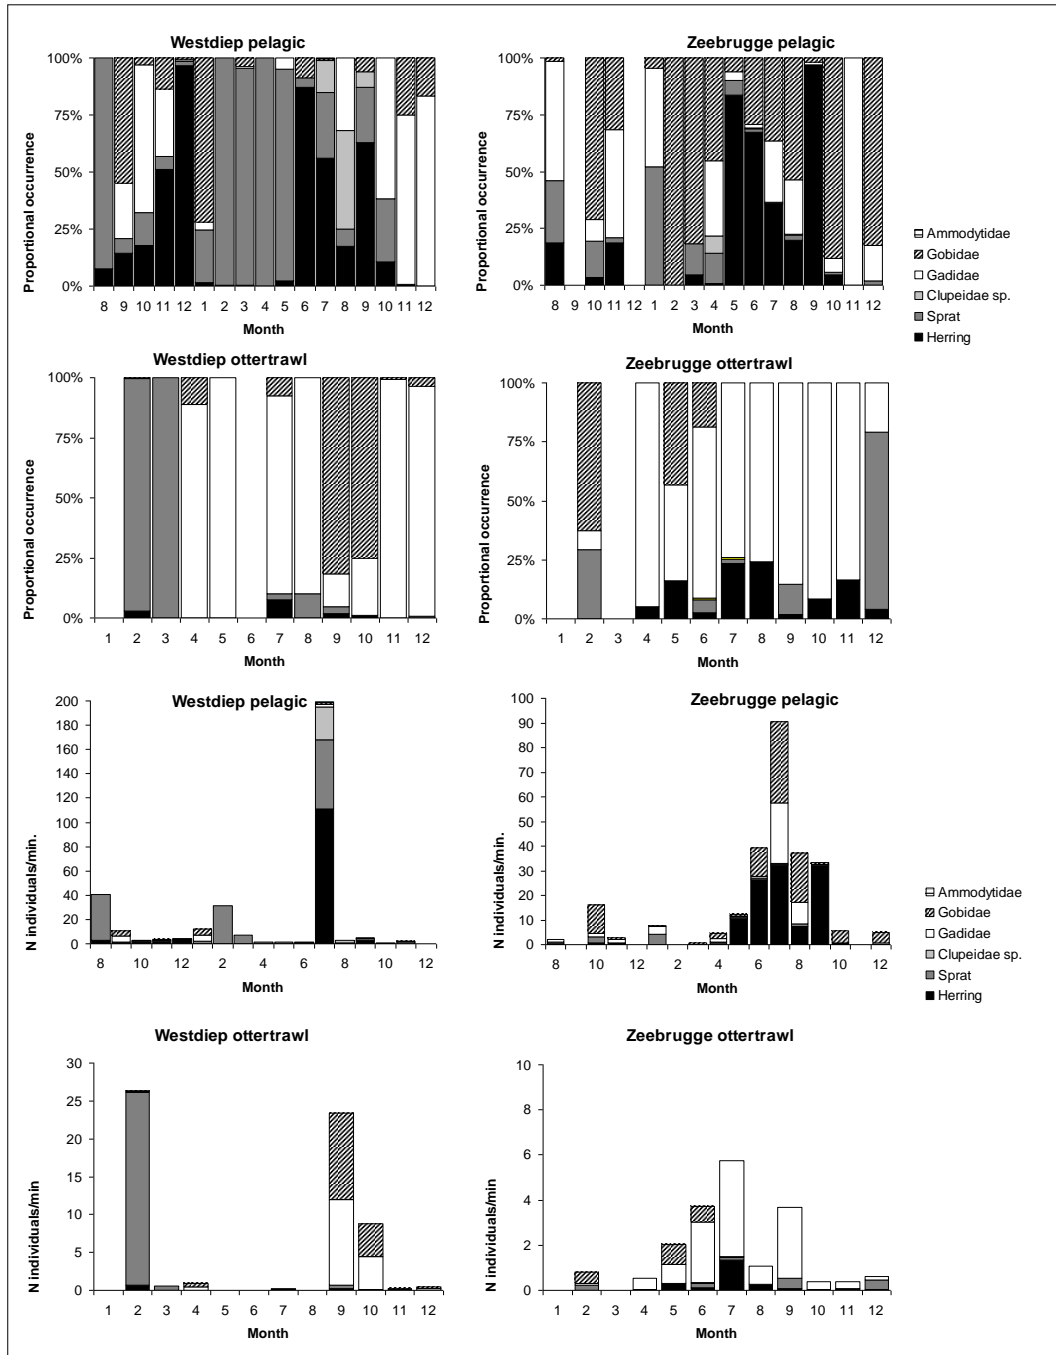 Westdiep pelagic
Proportional occurrence
100%
75%
50%
25%
0%
8 9 10 11 12 1 2 3 4 5 6 7 8 9 10 11 12
Month
Zeebrugge pelagic
Proportional occurrence
100%
75%
50%
25%
0%
8 9 10 11 12 1 2 3 4 5 6 7 8 9 10 11 12
Month
Ammodytidae
Gobidae
Gadidae
Clupeidae sp.
Sprat
Herring
Westdiep ottertrawl
Proportional occurrence
100%
75%
50%
25%
0%
1 2 3 4 5 6 7 8 9 10 11 12
Month
Zeebrugge ottertrawl
Proportional occurrence
100%
75%
50%
25%
0%
1 2 3 4 5 6 7 8 9 10 11 12
Month
Westdiep pelagic
N individuals/min.
200
180
160
140
120
100
80
60
40
20
0
8 10 12 2 4 6 8 10 12
Month
Zeebrugge pelagic
N individuals/min.
100
90
80
70
60
50
40
30
20
10
0
8 10 12 2 4 6 8 10 12
Month
Ammodytidae
Gobidae
Gadidae
Clupeidae sp.
Sprat
Herring
Westdiep ottertrawl
N individuals/min
30
25
20
15
10
5
0
1 2 3 4 5 6 7 8 9 10 11 12
Month
Zeebrugge ottertrawl
N individuals/min
10
8
6
4
2
0
1 2 3 4 5 6 7 8 9 10 11 12
Month